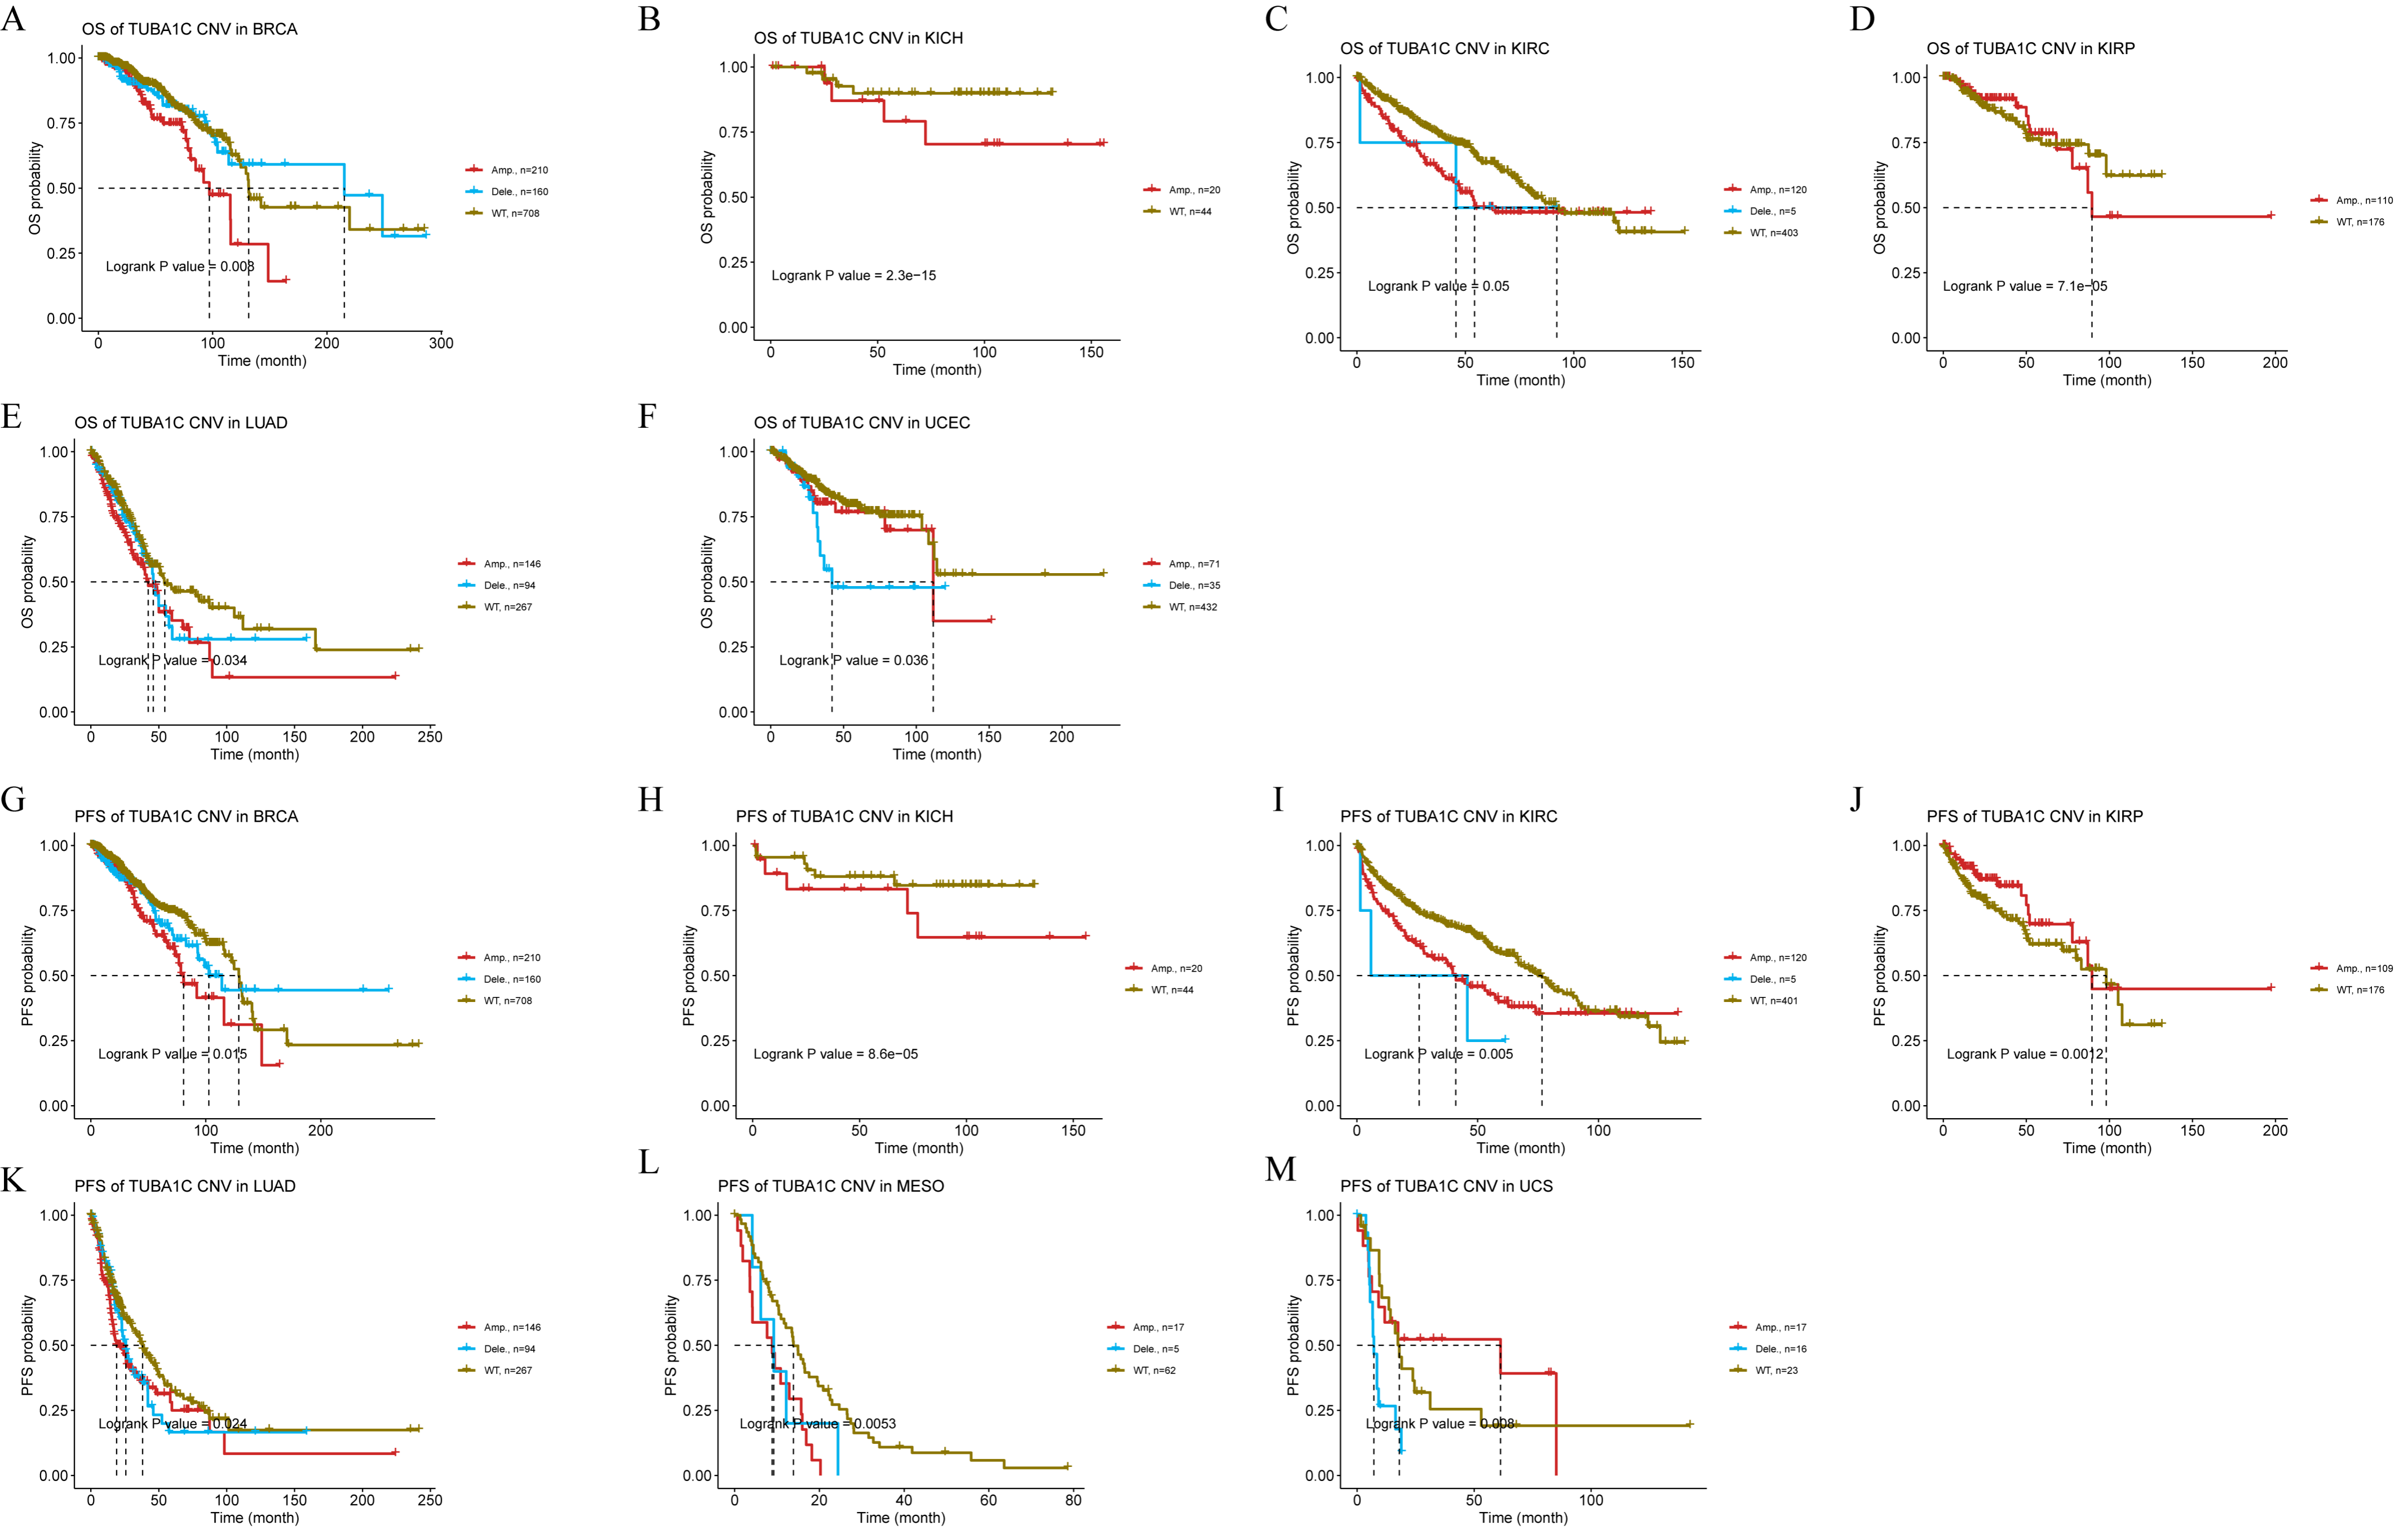 A
OS of TUBA1C CNV in BRCA
OS probability
1.00
0.75
0.50
0.25
0.00
Logrank P value = 0.008
0 100 200 300
Time (month)
Amp., n=210
Dele., n=160
WT, n=708
B
OS of TUBA1C CNV in KICH
OS probability
1.00
0.75
0.50
0.25
0.00
Logrank P value = 2.3e−15
0 50 100 150
Time (month)
Amp., n=20
WT, n=44
C
OS of TUBA1C CNV in KIRC
OS probability
1.00
0.75
0.50
0.25
0.00
Logrank P value = 0.05
0 50 100 150
Time (month)
Amp., n=120
Dele., n=5
WT, n=403
D
OS of TUBA1C CNV in KIRP
OS probability
1.00
0.75
0.50
0.25
0.00
Logrank P value = 7.1e−05
0 50 100 150 200
Time (month)
Amp., n=110
WT, n=176
E
OS of TUBA1C CNV in LUAD
OS probability
1.00
0.75
0.50
0.25
0.00
Logrank P value = 0.034
0 50 100 150 200 250
Time (month)
Amp., n=146
Dele., n=94
WT, n=267
F
OS of TUBA1C CNV in UCEC
OS probability
1.00
0.75
0.50
0.25
0.00
Logrank P value = 0.036
0 50 100 150 200
Time (month)
Amp., n=71
Dele., n=35
WT, n=432
G
PFS of TUBA1C CNV in BRCA
PFS probability
1.00
0.75
0.50
0.25
0.00
Logrank P value = 0.015
0 100 200
Time (month)
Amp., n=210
Dele., n=160
WT, n=708
H
PFS of TUBA1C CNV in KICH
PFS probability
1.00
0.75
0.50
0.25
0.00
Logrank P value = 8.6e−05
0 50 100 150
Time (month)
Amp., n=20
WT, n=44
I
PFS of TUBA1C CNV in KIRC
PFS probability
1.00
0.75
0.50
0.25
0.00
Logrank P value = 0.005
0 50 100
Time (month)
Amp., n=120
Dele., n=5
WT, n=401
J
PFS of TUBA1C CNV in KIRP
PFS probability
1.00
0.75
0.50
0.25
0.00
Logrank P value = 0.0012
0 50 100 150 200
Time (month)
Amp., n=109
WT, n=176
K
PFS of TUBA1C CNV in LUAD
PFS probability
1.00
0.75
0.50
0.25
0.00
Logrank P value = 0.024
0 50 100 150 200 250
Time (month)
Amp., n=146
Dele., n=94
WT, n=267
L
PFS of TUBA1C CNV in MESO
PFS probability
1.00
0.75
0.50
0.25
0.00
Logrank P value = 0.0053
0 20 40 60 80
Time (month)
Amp., n=17
Dele., n=5
WT, n=62
M
PFS of TUBA1C CNV in UCS
PFS probability
1.00
0.75
0.50
0.25
0.00
Logrank P value = 0.008
0 50 100
Time (month)
Amp., n=17
Dele., n=16
WT, n=23